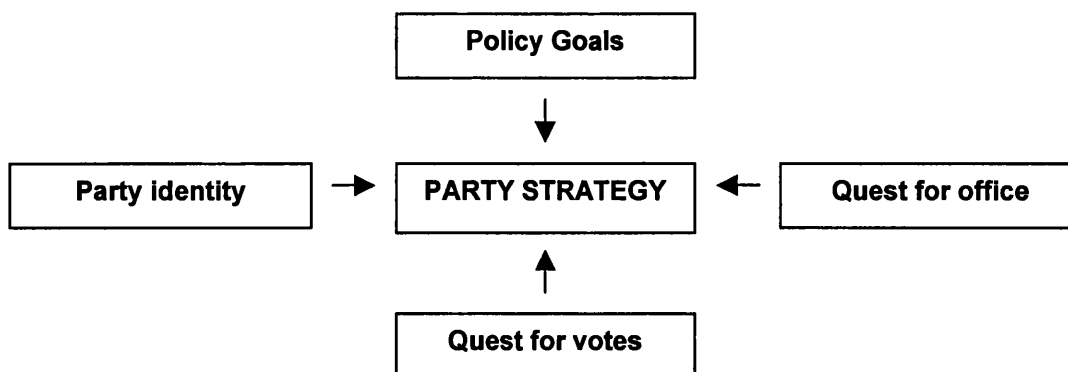 Policy Goals
Party identity
PARTY STRATEGY
Quest for office
Quest for votes